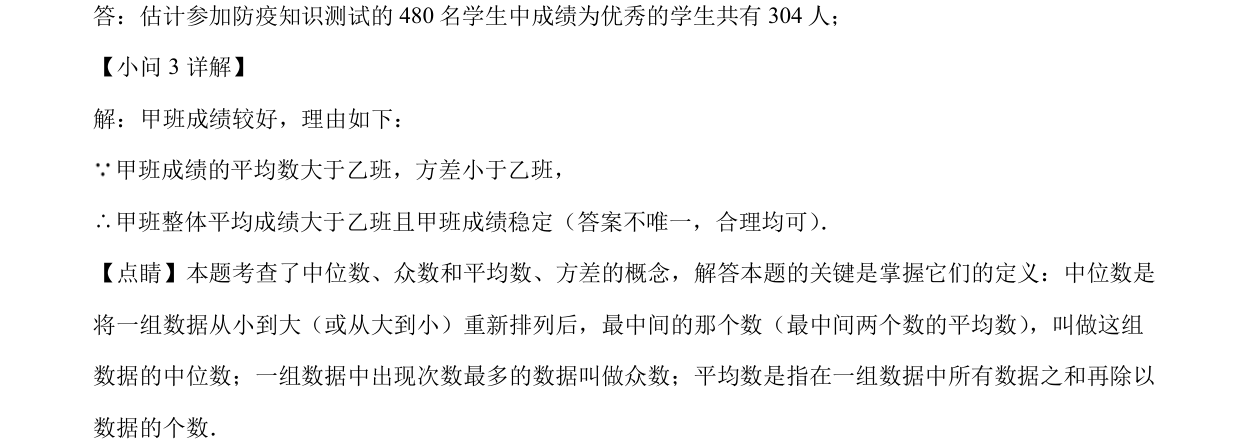 答：估计参加防疫知识测试的 480 名学生中成绩为优秀的学生共有 304 人；
【小问 3 详解】
解：甲班成绩较好，理由如下：
∵甲班成绩的平均数大于乙班，方差小于乙班，
∴甲班整体平均成绩大于乙班且甲班成绩稳定（答案不唯一，合理均可）．
【点睛】本题考查了中位数、众数和平均数、方差的概念，解答本题的关键是掌握它们的定义：中位数是
将一组数据从小到大（或从大到小）重新排列后，最中间的那个数（最中间两个数的平均数），叫做这组
数据的中位数；一组数据中出现次数最多的数据叫做众数；平均数是指在一组数据中所有数据之和再除以
数据的个数．